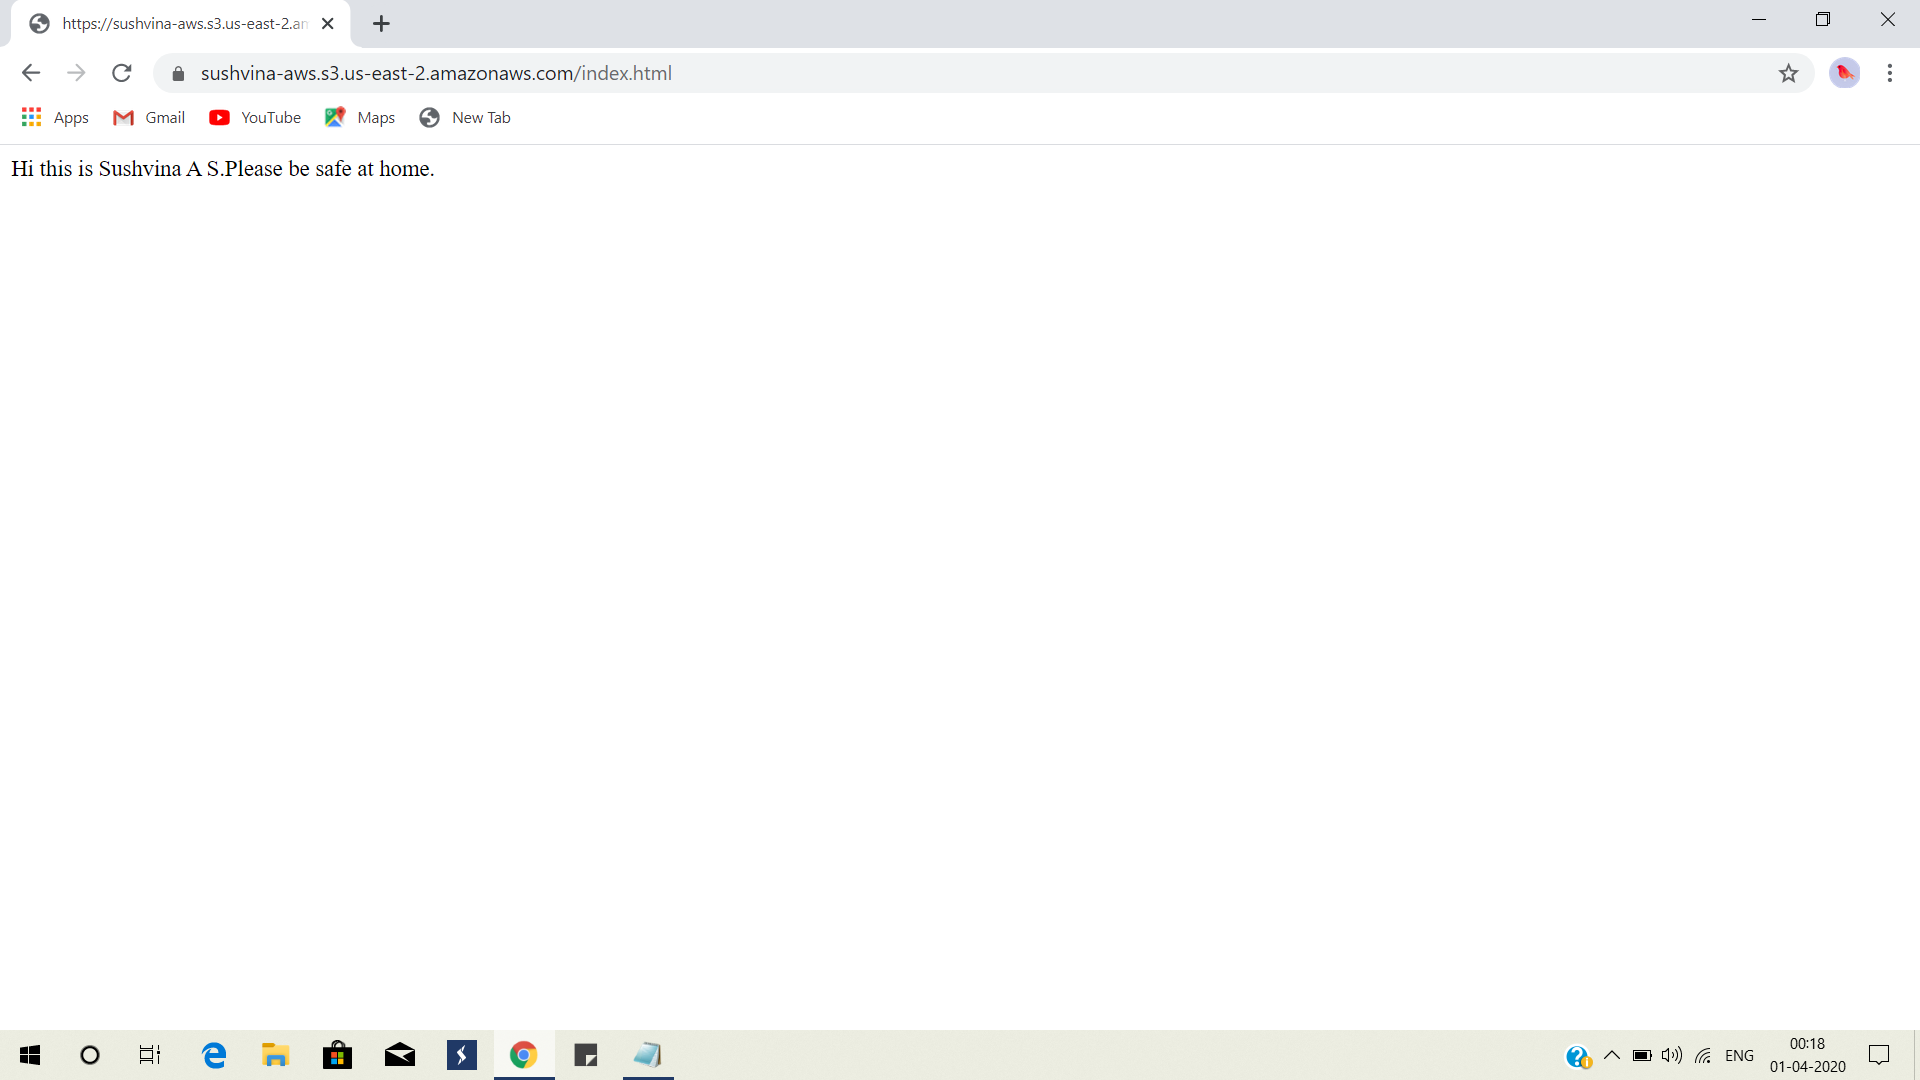 https://sushvina-aws.s3.us-east-2.am
sushvina-aws.s3.us-east-2.amazonaws.com/index.html
Apps Gmail YouTube Maps New Tab
Hi this is Sushvina A S.Please be safe at home.
ENG
00:18
01-04-2020